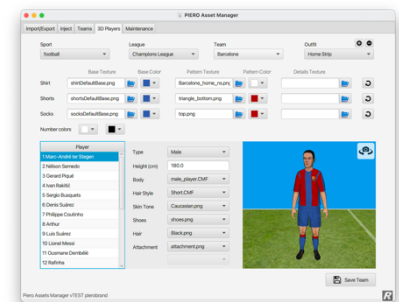 PIERO Asset Manager
Import/Export Inject Teams 3D Players Maintenance
Sport League Team Outfit
football Champions League Barcelona Home Strip
Base Texture Base Color Pattern Texture Pattern Color Details Texture
Shirt shirtDefaultBase.png Barcelona_home_rwpng
Shorts shortsDefaultBase.png triangle_bottom.png
Socks socksDefaultBase.png top.png
Number colors
Player
1 Marc-André ter Stegen
2 Nélson Semedo
3 Gerard Piqué
4 Ivan Rakitić
5 Sergio Busquets
6 Denis Suárez
7 Philippe Coutinho
8 Arthur
9 Luis Suárez
10 Lionel Messi
11 Ousmane Dembélé
12 Rafinha
Type Male
Height (cm) 180.0
Body male_player.CMF
Hair Style Short.CMF
Skin Tone Caucasian.png
Shoes shoes.png
Hair Black.png
Attachment attachment.png
Save Team
Piero Assets Manager vTEST pierobrand
R